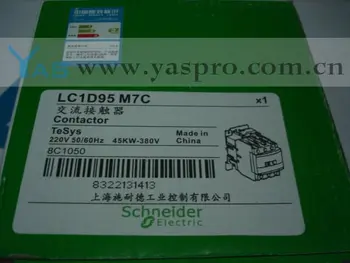 www.yaspro.com
YAS
LC1D95 M7C x1
交流接触器
Contactor
TeSys Made in
220V 50/60Hz 45KW-380V China
8C1050
8322131413
上海施耐德工业控制有限公司
Schneider
Electric